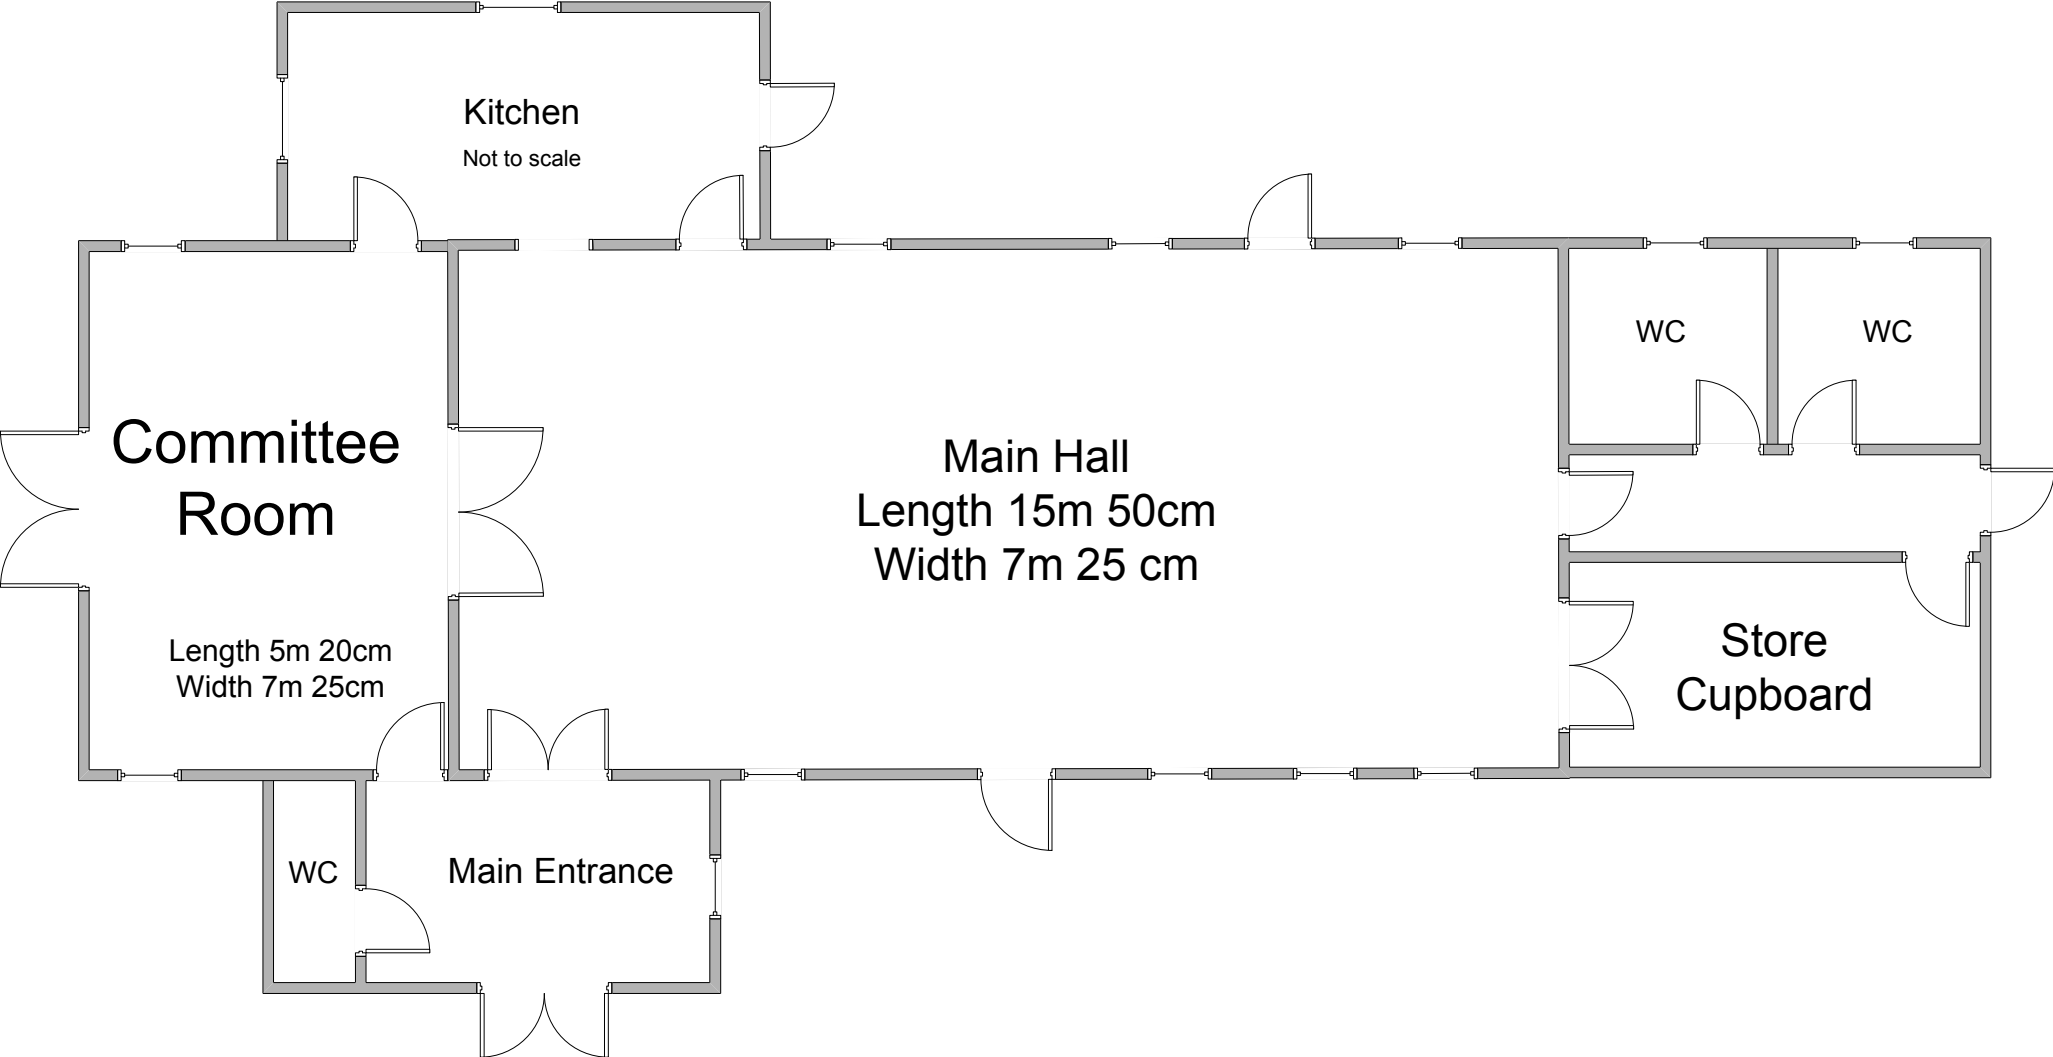 Kitchen
Not to scale
WC
WC
Committee
Room
Main Hall
Length 15m 50cm
Width 7m 25 cm
Length 5m 20cm
Width 7m 25cm
Store
Cupboard
WC
Main Entrance